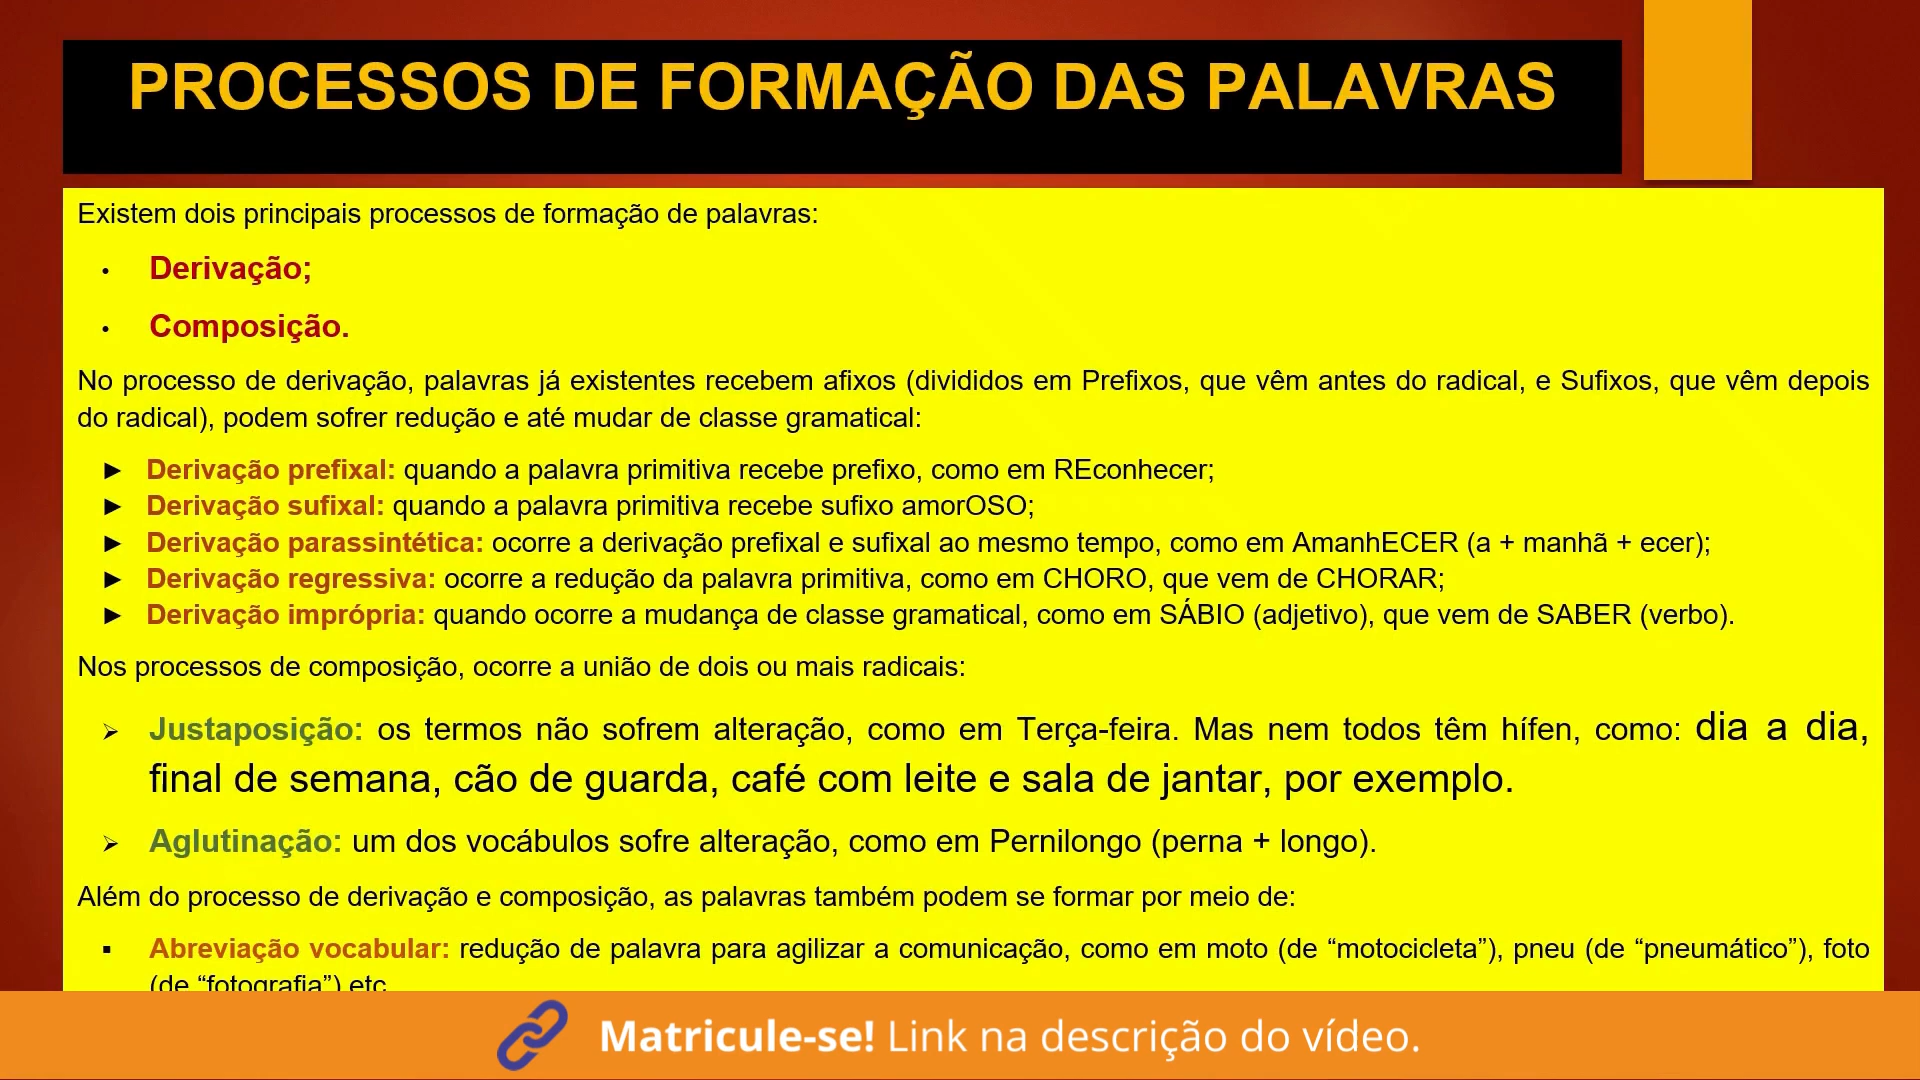 PROCESSOS DE FORMAÇÃO DAS PALAVRAS
Existem dois principais processos de formação de palavras:
• Derivação;
• Composição.
No processo de derivação, palavras já existentes recebem afixos (divididos em Prefixos, que vêm antes do radical, e Sufixos, que vêm depois
do radical), podem sofrer redução e até mudar de classe gramatical:
► Derivação prefixal: quando a palavra primitiva recebe prefixo, como em REconhecer;
► Derivação sufixal: quando a palavra primitiva recebe sufixo amorOSO;
► Derivação parassintética: ocorre a derivação prefixal e sufixal ao mesmo tempo, como em AmanhECER (a + manhã + ecer);
► Derivação regressiva: ocorre a redução da palavra primitiva, como em CHORO, que vem de CHORAR;
► Derivação imprópria: quando ocorre a mudança de classe gramatical, como em SÁBIO (adjetivo), que vem de SABER (verbo).
Nos processos de composição, ocorre a união de dois ou mais radicais:
➢ Justaposição: os termos não sofrem alteração, como em Terça-feira. Mas nem todos têm hífen, como: dia a dia,
final de semana, cão de guarda, café com leite e sala de jantar, por exemplo.
➢ Aglutinação: um dos vocábulos sofre alteração, como em Pernilongo (perna + longo).
Além do processo de derivação e composição, as palavras também podem se formar por meio de:
▪ Abreviação vocabular: redução de palavra para agilizar a comunicação, como em moto (de “motocicleta”), pneu (de “pneumático”), foto
(de “fotografia”) etc
Matricule-se! Link na descrição do vídeo.